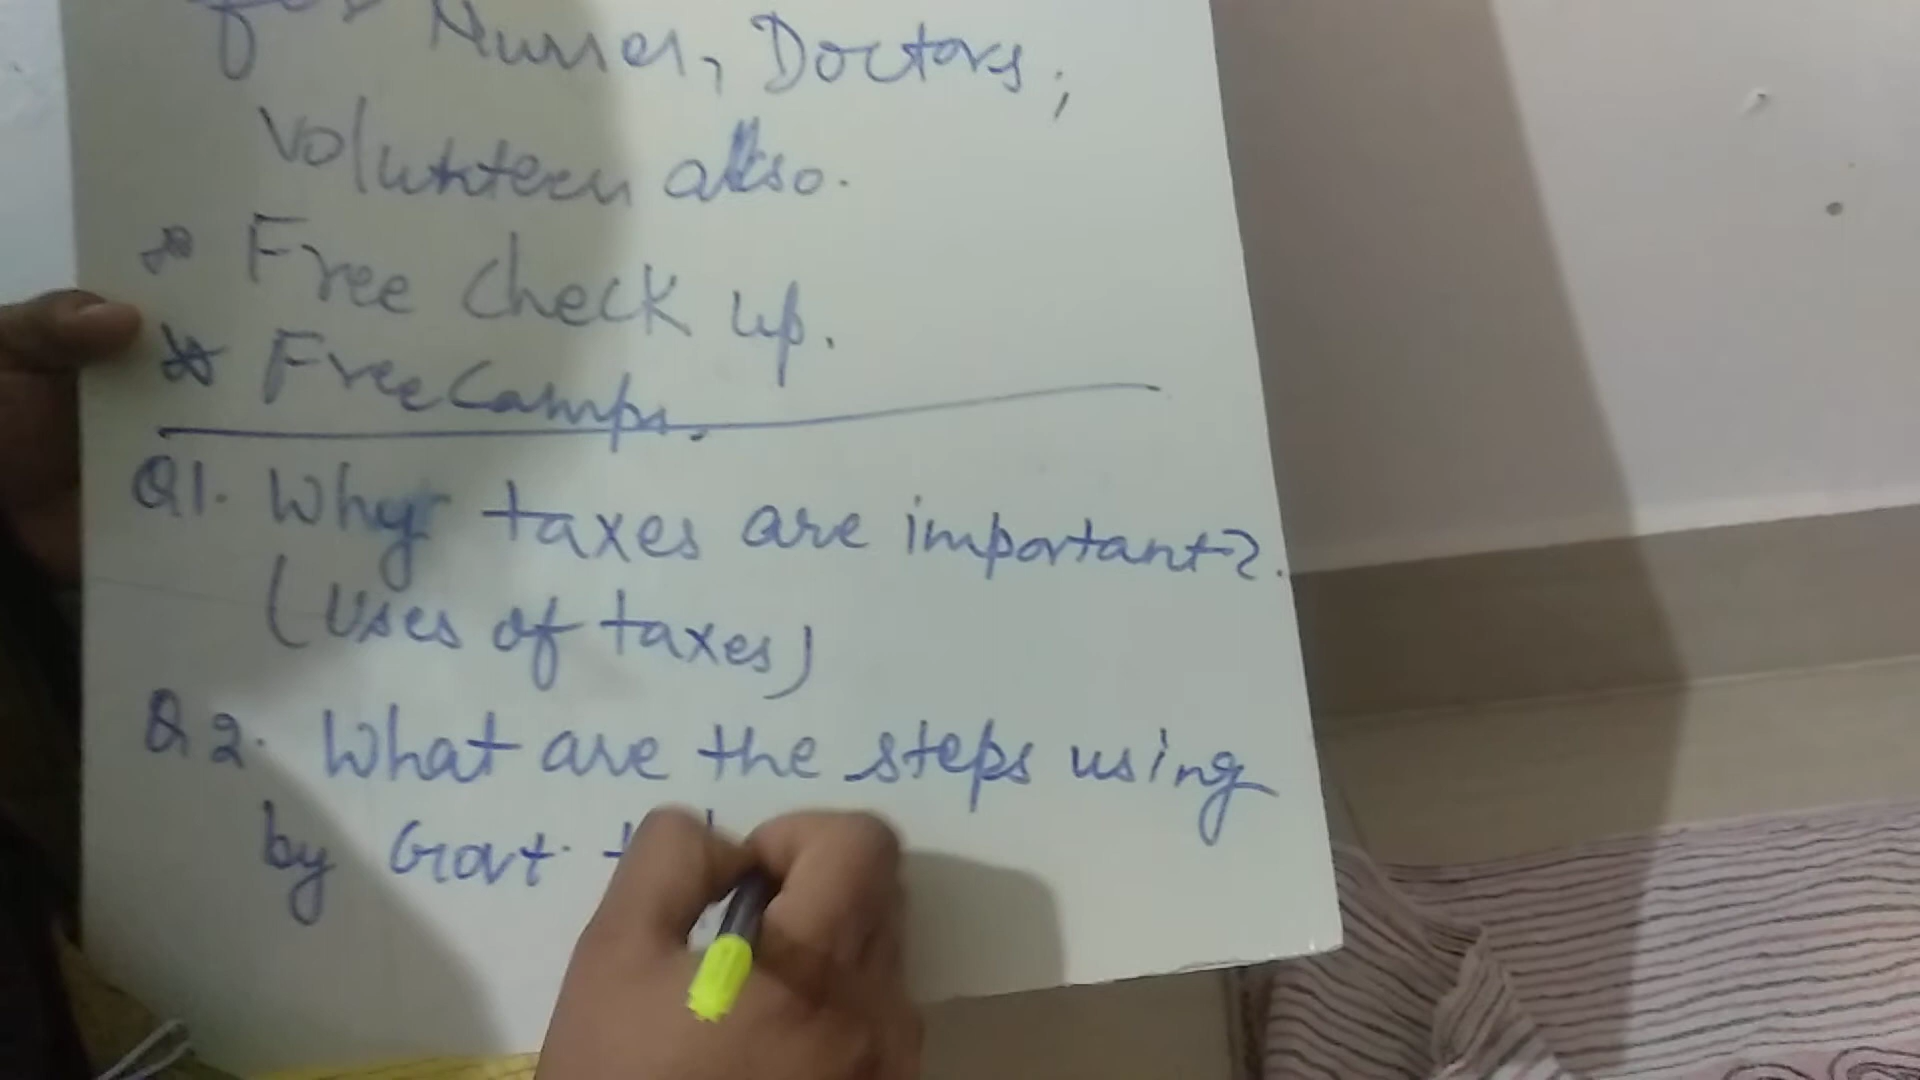 for Nurses, Doctors,
volunteers also.
* Free Check up.
* Free Camps.
Q1. Why taxes are important?.
(Uses of taxes)
Q2. What are the steps using
by Govt.